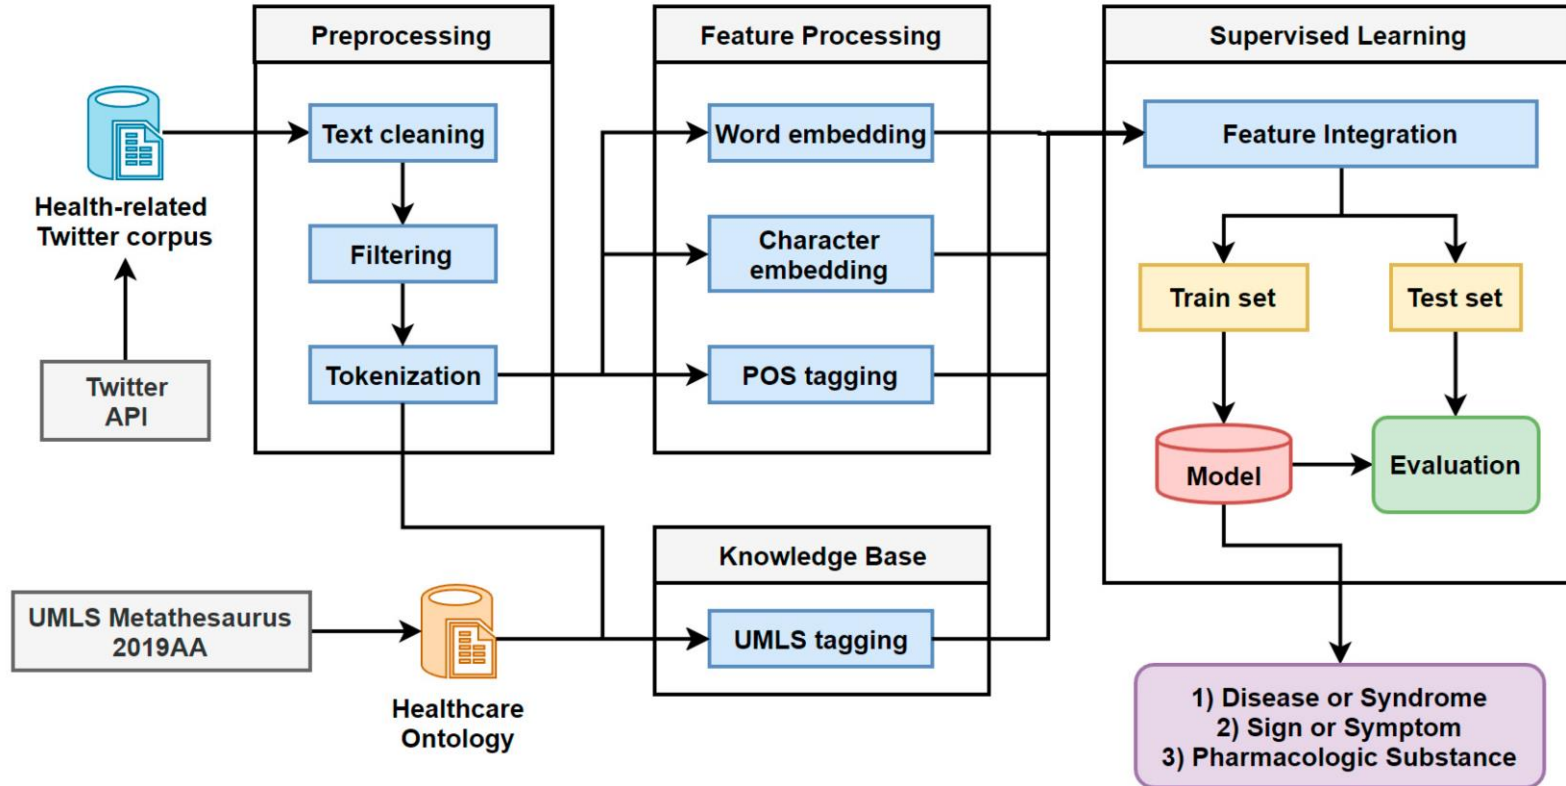 Preprocessing
Feature Processing
Supervised Learning
Text cleaning
Word embedding
Feature Integration
Health-related
Twitter corpus
Filtering
Character
embedding
Train set
Test set
Twitter
API
Tokenization
POS tagging
Model
Evaluation
Knowledge Base
UMLS Metathesaurus
2019AA
UMLS tagging
Healthcare
Ontology
1) Disease or Syndrome
2) Sign or Symptom
3) Pharmacologic Substance